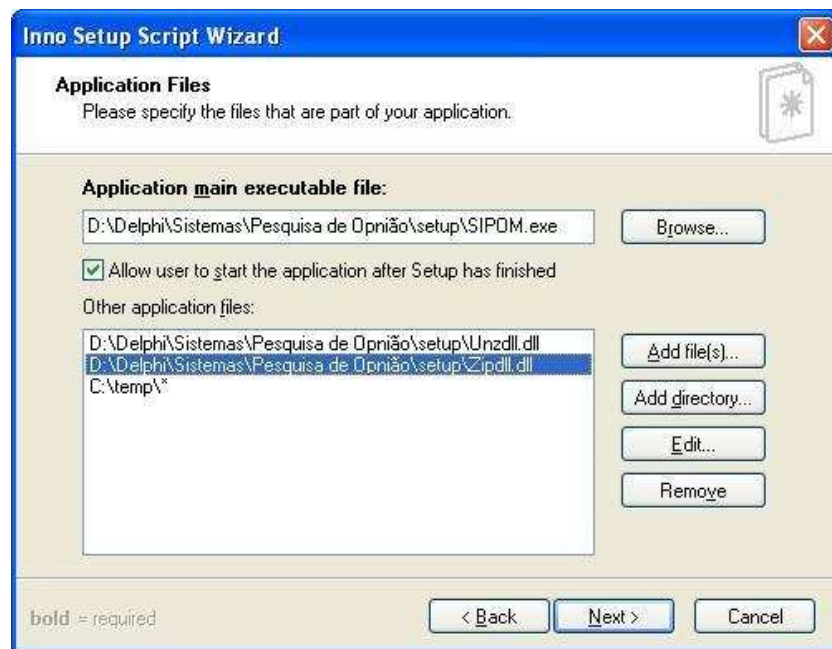 Inno Setup Script Wizard
Application Files
Please specify the files that are part of your application.
Application main executable file:
D:\Delphi\Sistemas\Pesquisa de Opnião\setup\SIPOM.exe
Browse...
Allow user to start the application after Setup has finished
Other application files:
D:\Delphi\Sistemas\Pesquisa de Opnião\setup\Unzdll.dll
D:\Delphi\Sistemas\Pesquisa de Opnião\setup\Zipdll.dll
C:\temp\*
Add file(s)...
Add directory...
Edit...
Remove
bold = required
< Back
Next >
Cancel